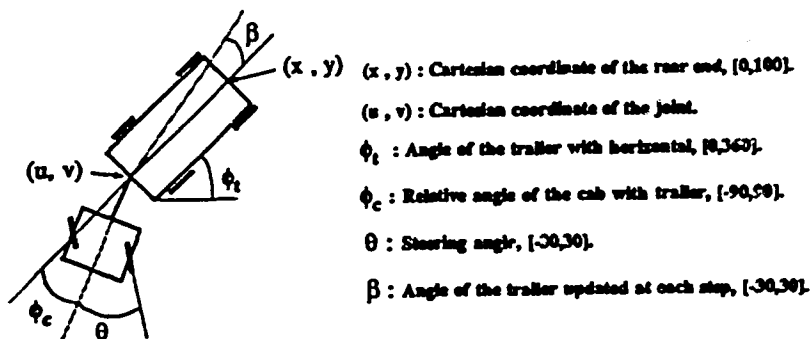 β
(x , y)
(x , y) : Cartesian coordinate of the rear end, [0,100].
(u , v) : Cartesian coordinate of the joint.
(u, v)
ϕt
ϕt : Angle of the trailer with horizontal, [0,360].
ϕc : Relative angle of the cab with trailer, [-90,90].
θ : Steering angle, [-30,30].
β : Angle of the trailer updated at each step, [-30,30].
ϕc
θ